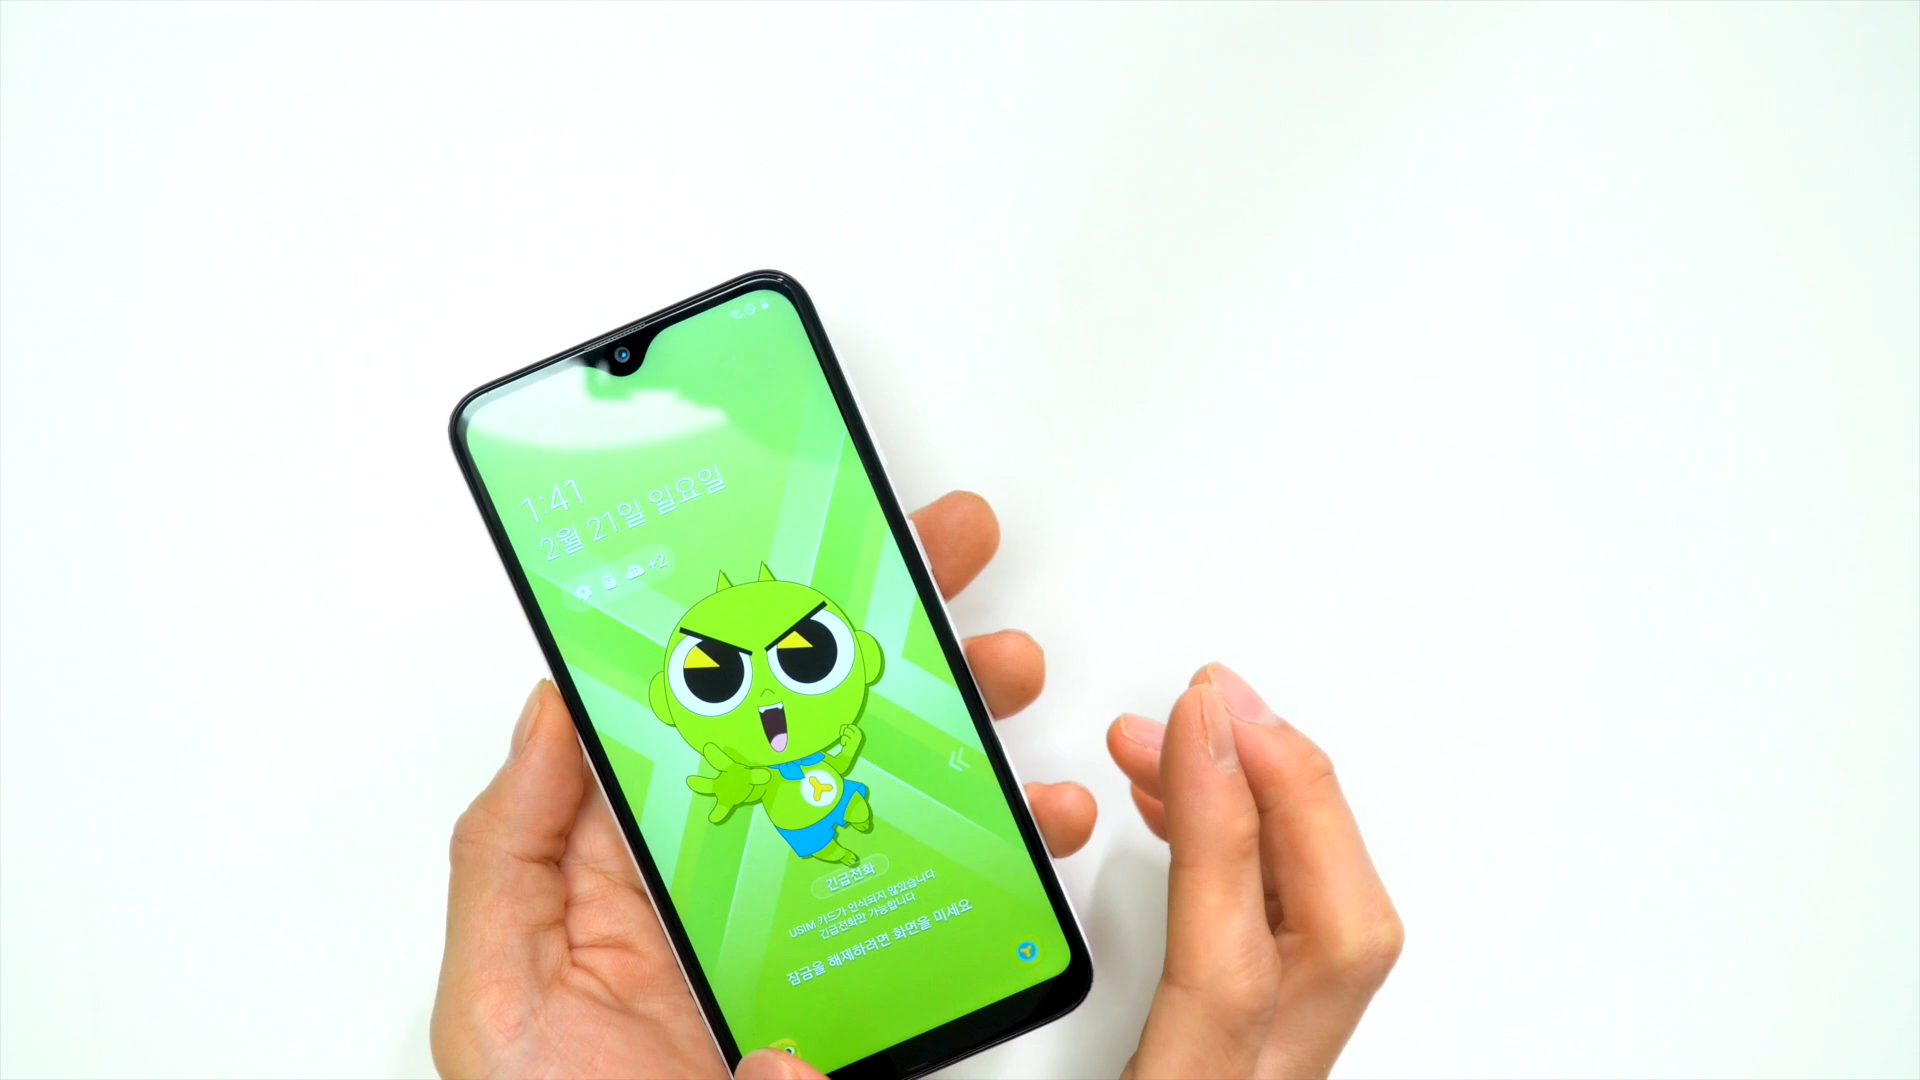 1:41
2월 21일 일요일
+2
긴급전화
USIM 카드가 인식되지 않았습니다
긴급전화만 가능합니다
잠금을 해제하려면 화면을 미세요